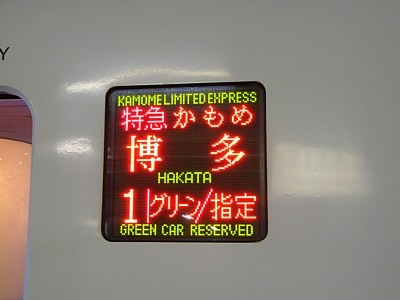 Y
KAMOME LIMITED EXPRESS
特急かもめ
博多
HAKATA
1 グリーン/指定
GREEN CAR RESERVED